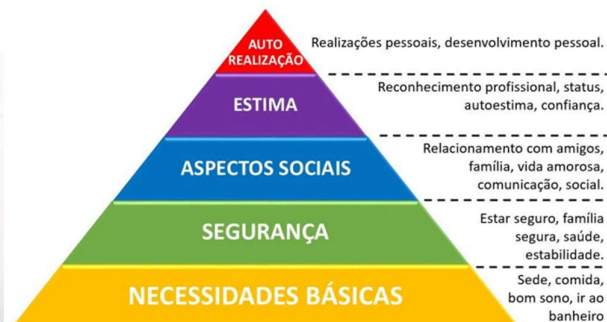 AUTO
REALIZAÇÃO
Realizações pessoais, desenvolvimento pessoal.
ESTIMA
Reconhecimento profissional, status,
autoestima, confiança.
ASPECTOS SOCIAIS
Relacionamento com amigos,
família, vida amorosa,
comunicação, social.
SEGURANÇA
Estar seguro, família
segura, saúde,
estabilidade.
NECESSIDADES BÁSICAS
Sede, comida,
bom sono, ir ao
banheiro